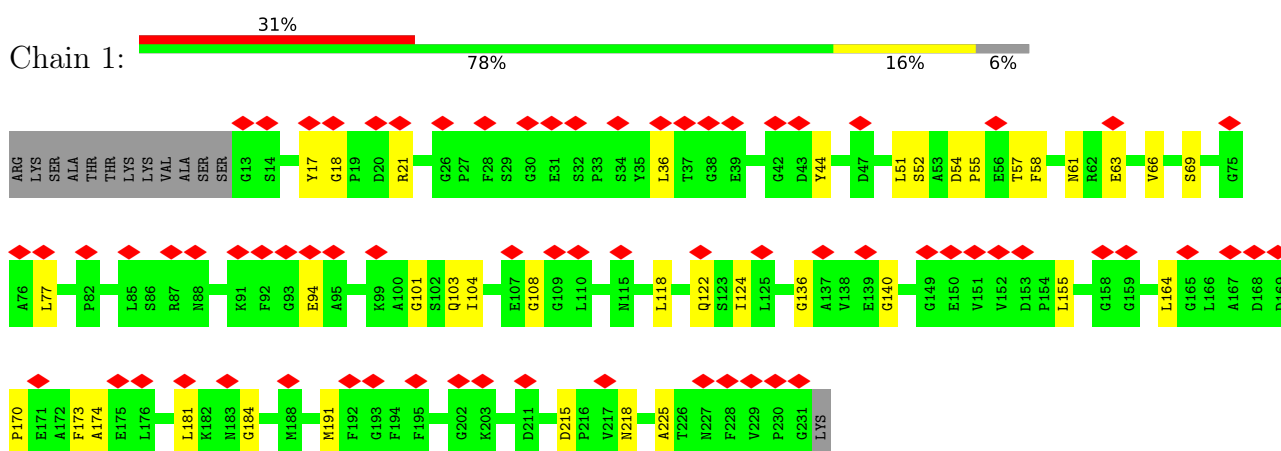 31%
Chain 1:
78% 16% 6%
ARG LYS SER ALA THR THR LYS LYS VAL ALA SER SER G13 S14 Y17 G18 P19 D20 R21 G26 P27 F28 S29 G30 E31 S32 P33 S34 Y35 L36 T37 G38 E39 G42 D43 Y44 D47 L51 S52 A53 D54 P55 E56 T57 F58 N61 R62 E63 V66 S69 G75
A76 L77 P82 L85 S86 R87 N88 K91 F92 G93 E94 A95 K99 A100 G101 S102 Q103 I104 E107 G108 G109 L110 N115 L118 Q122 S123 I124 L125 G136 A137 V138 E139 G140 G149 E150 V151 V152 D153 P154 L155 G158 G159 L164 G165 L166 A167 D168
P170 E171 A172 F173 A174 E175 L176 L181 K182 N183 G184 M188 M191 F192 G193 F194 F195 G202 K203 D211 D215 P216 V217 N218 A225 T226 N227 F228 V229 P230 G231 LYS